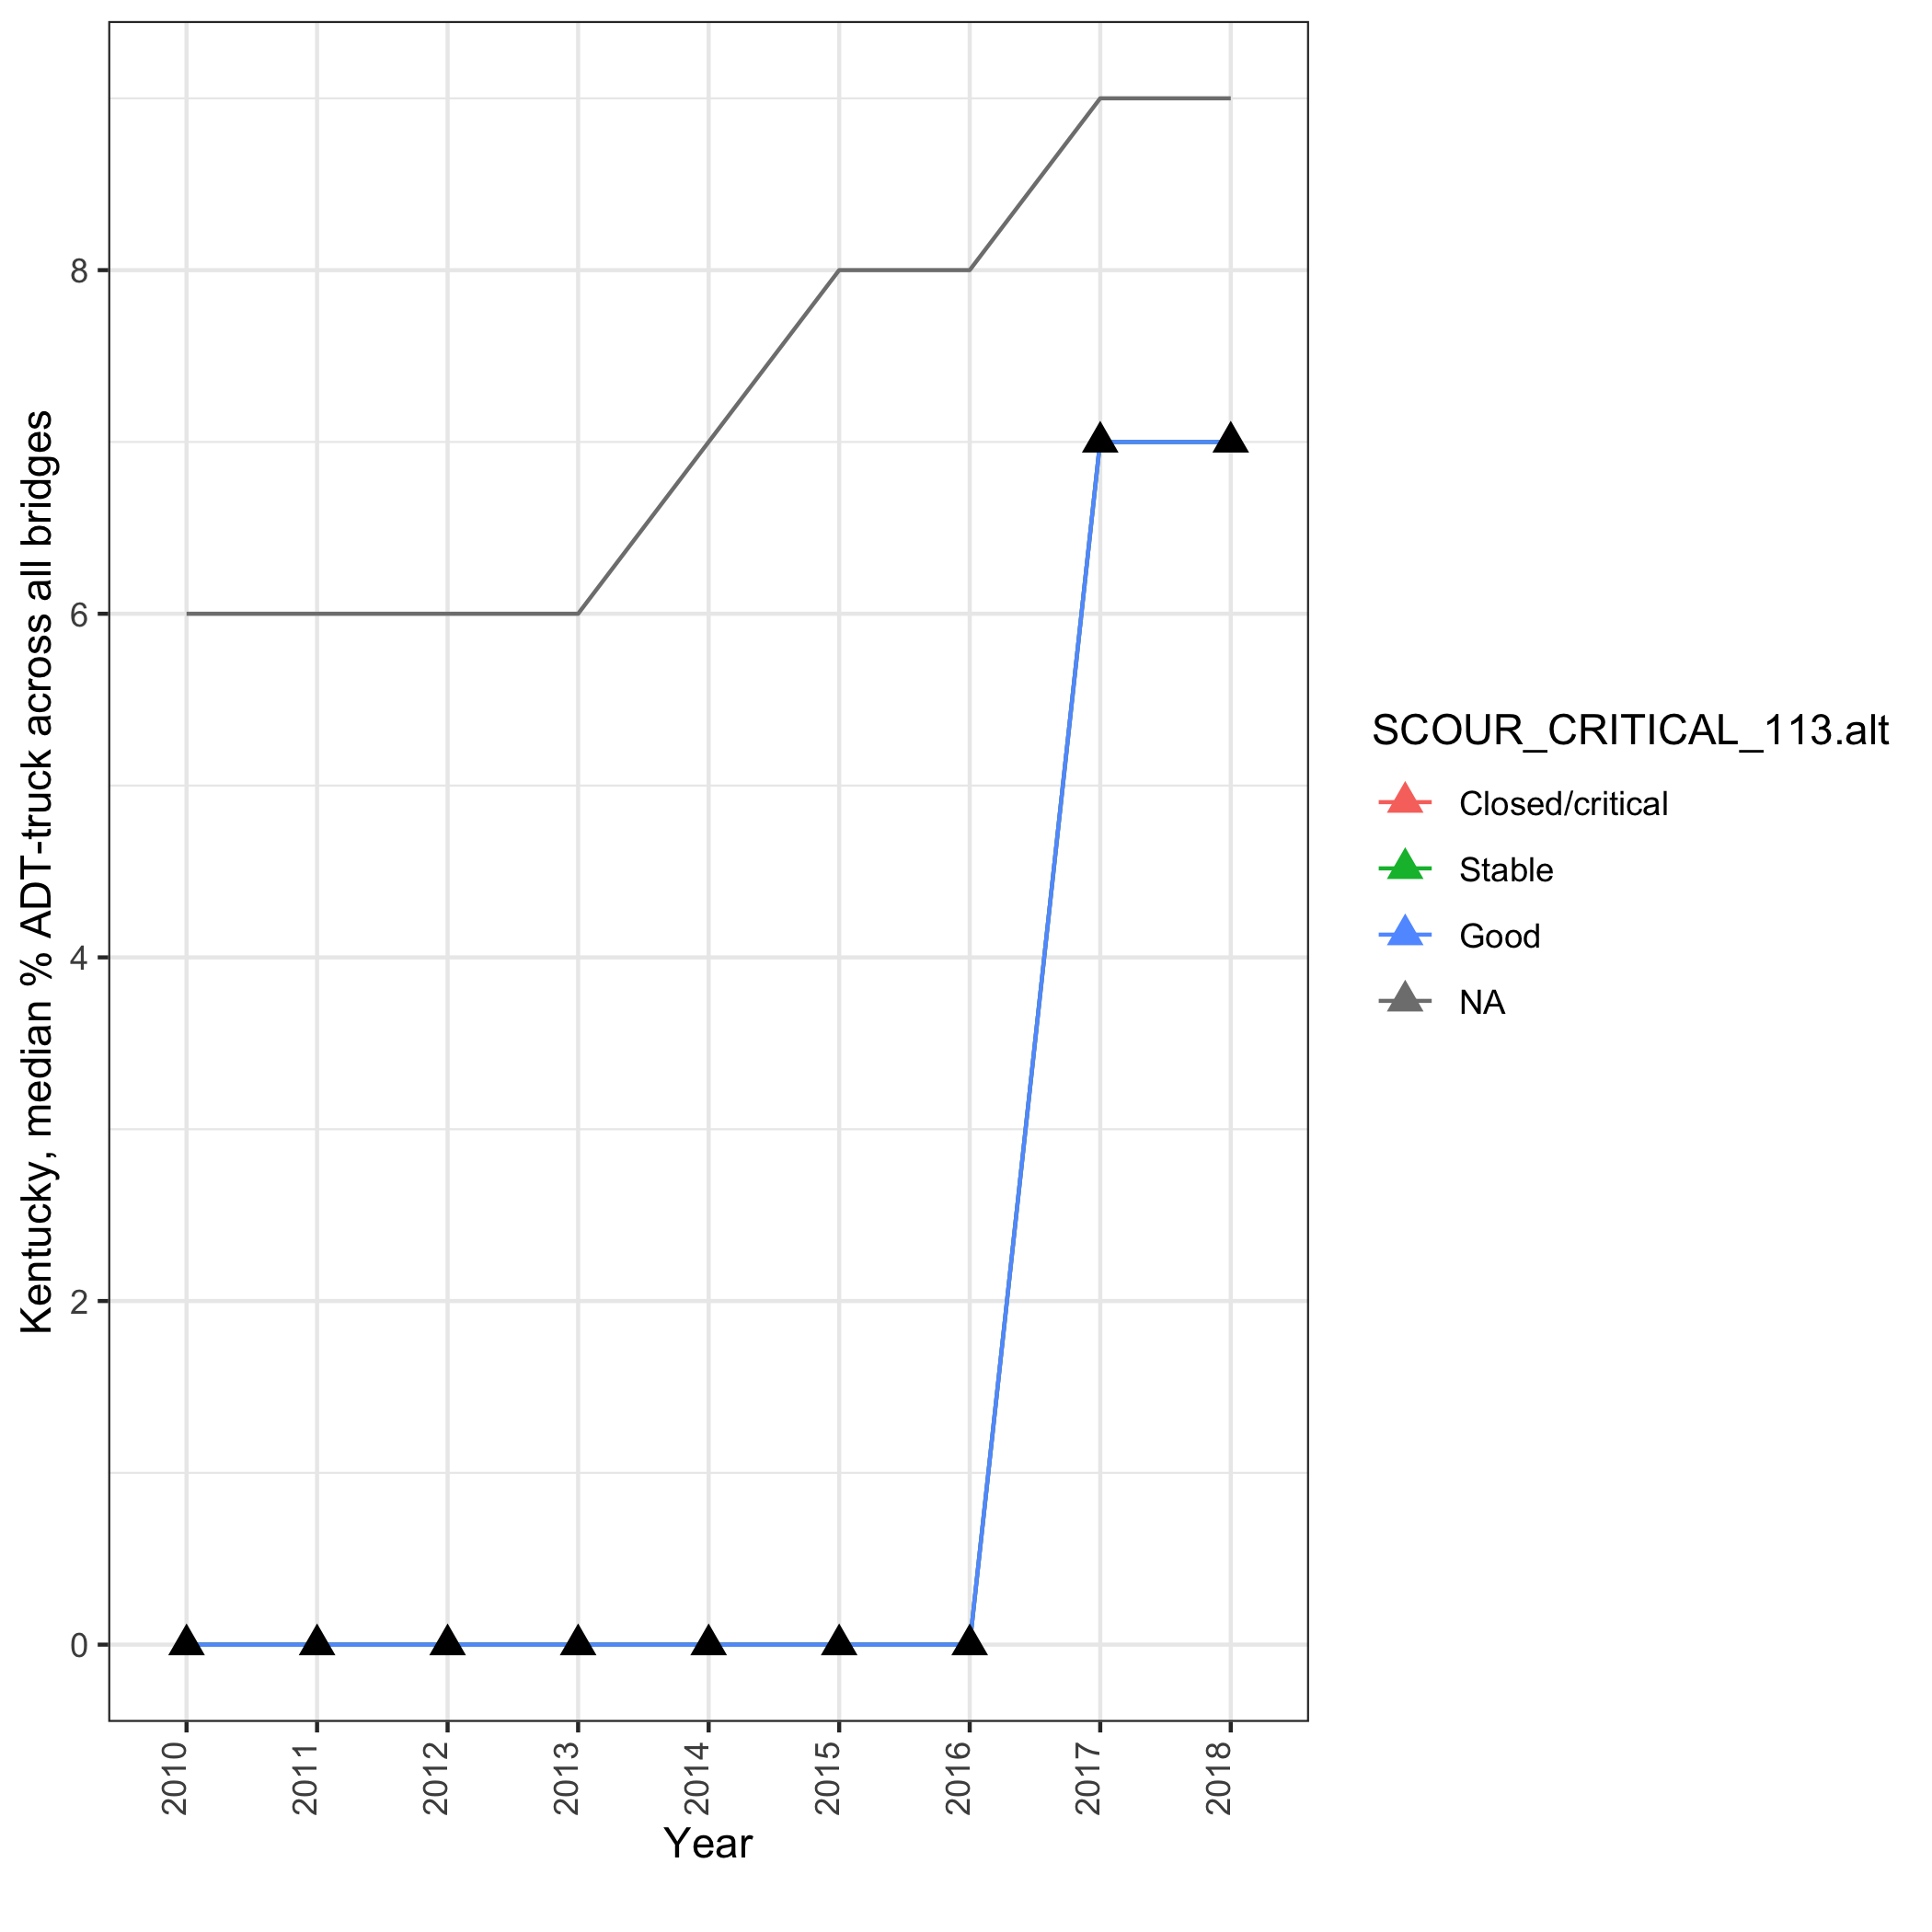 Kentucky, median % ADT-truck across all bridges
8
6
4
2
0
2010
2011
2012
2013
2014
2015
2016
2017
2018
Year
SCOUR_CRITICAL_113.alt
Closed/critical
Stable
Good
NA